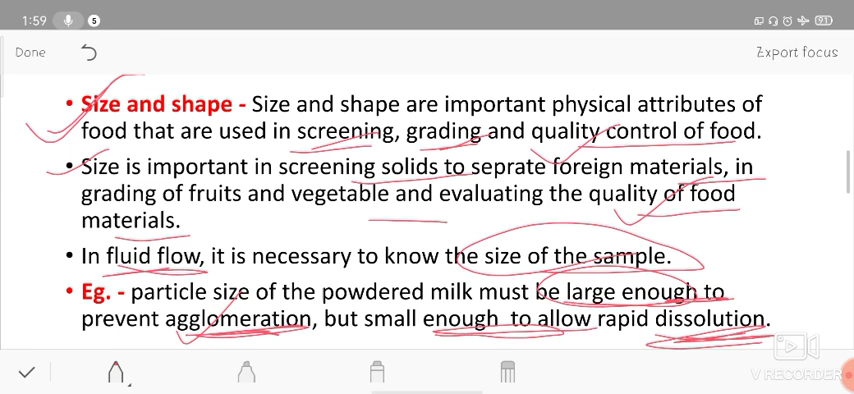 1:59 5 91
Done Export focus
• Size and shape - Size and shape are important physical attributes of
food that are used in screening, grading and quality control of food.
• Size is important in screening solids to seprate foreign materials, in
grading of fruits and vegetable and evaluating the quality of food
materials.
• In fluid flow, it is necessary to know the size of the sample.
• Eg. - particle size of the powdered milk must be large enough to
prevent agglomeration, but small enough to allow rapid dissolution.
V RECORDER